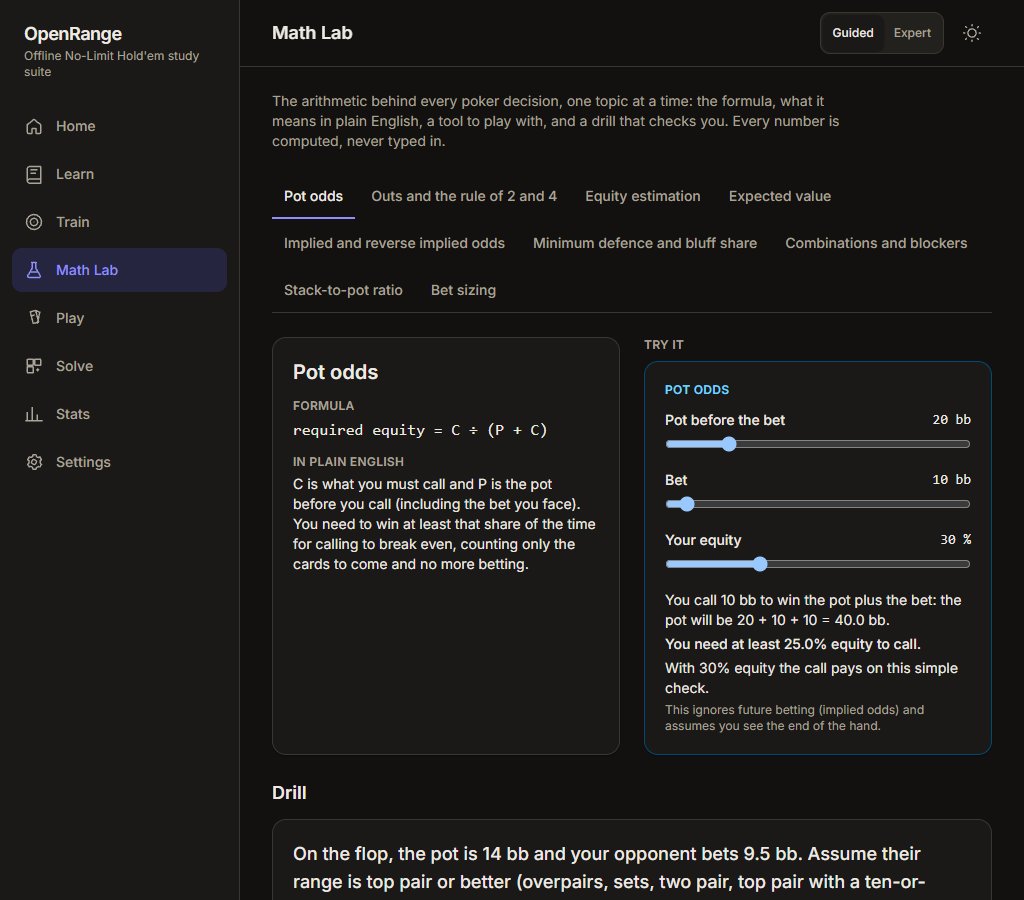 OpenRange
Offline No-Limit Hold'em study
suite
Home
Learn
Train
Math Lab
Play
Solve
Stats
Settings
Math Lab
Guided
Expert
The arithmetic behind every poker decision, one topic at a time: the formula, what it
means in plain English, a tool to play with, and a drill that checks you. Every number is
computed, never typed in.
Pot odds
Outs and the rule of 2 and 4
Equity estimation
Expected value
Implied and reverse implied odds
Minimum defence and bluff share
Combinations and blockers
Stack-to-pot ratio
Bet sizing
Pot odds
FORMULA
required equity = C ÷ (P + C)
IN PLAIN ENGLISH
C is what you must call and P is the pot
before you call (including the bet you face).
You need to win at least that share of the time
for calling to break even, counting only the
cards to come and no more betting.
TRY IT
POT ODDS
Pot before the bet 20 bb
Bet 10 bb
Your equity 30 %
You call 10 bb to win the pot plus the bet: the
pot will be 20 + 10 + 10 = 40.0 bb.
You need at least 25.0% equity to call.
With 30% equity the call pays on this simple
check.
This ignores future betting (implied odds) and
assumes you see the end of the hand.
Drill
On the flop, the pot is 14 bb and your opponent bets 9.5 bb. Assume their
range is top pair or better (overpairs, sets, two pair, top pair with a ten-or-